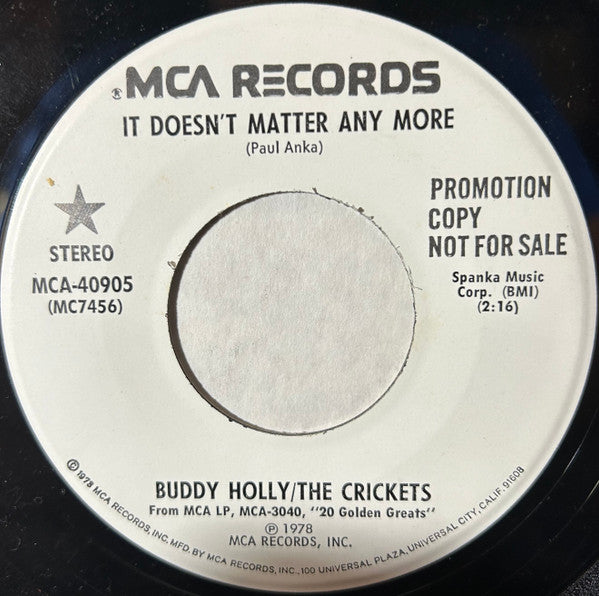 ® MCA RECORDS
IT DOESN'T MATTER ANY MORE
(Paul Anka)
STEREO
MCA-40905
(MC7456)
PROMOTION
COPY
NOT FOR SALE
Spanka Music
Corp. (BMI)
(2:16)
BUDDY HOLLY/THE CRICKETS
From MCA LP, MCA-3040, "20 Golden Greats"
℗ 1978
MCA RECORDS, INC.
© 1978 MCA RECORDS, INC. MFD. BY MCA RECORDS, INC., 100 UNIVERSAL PLAZA, UNIVERSAL CITY, CALIF. 91608